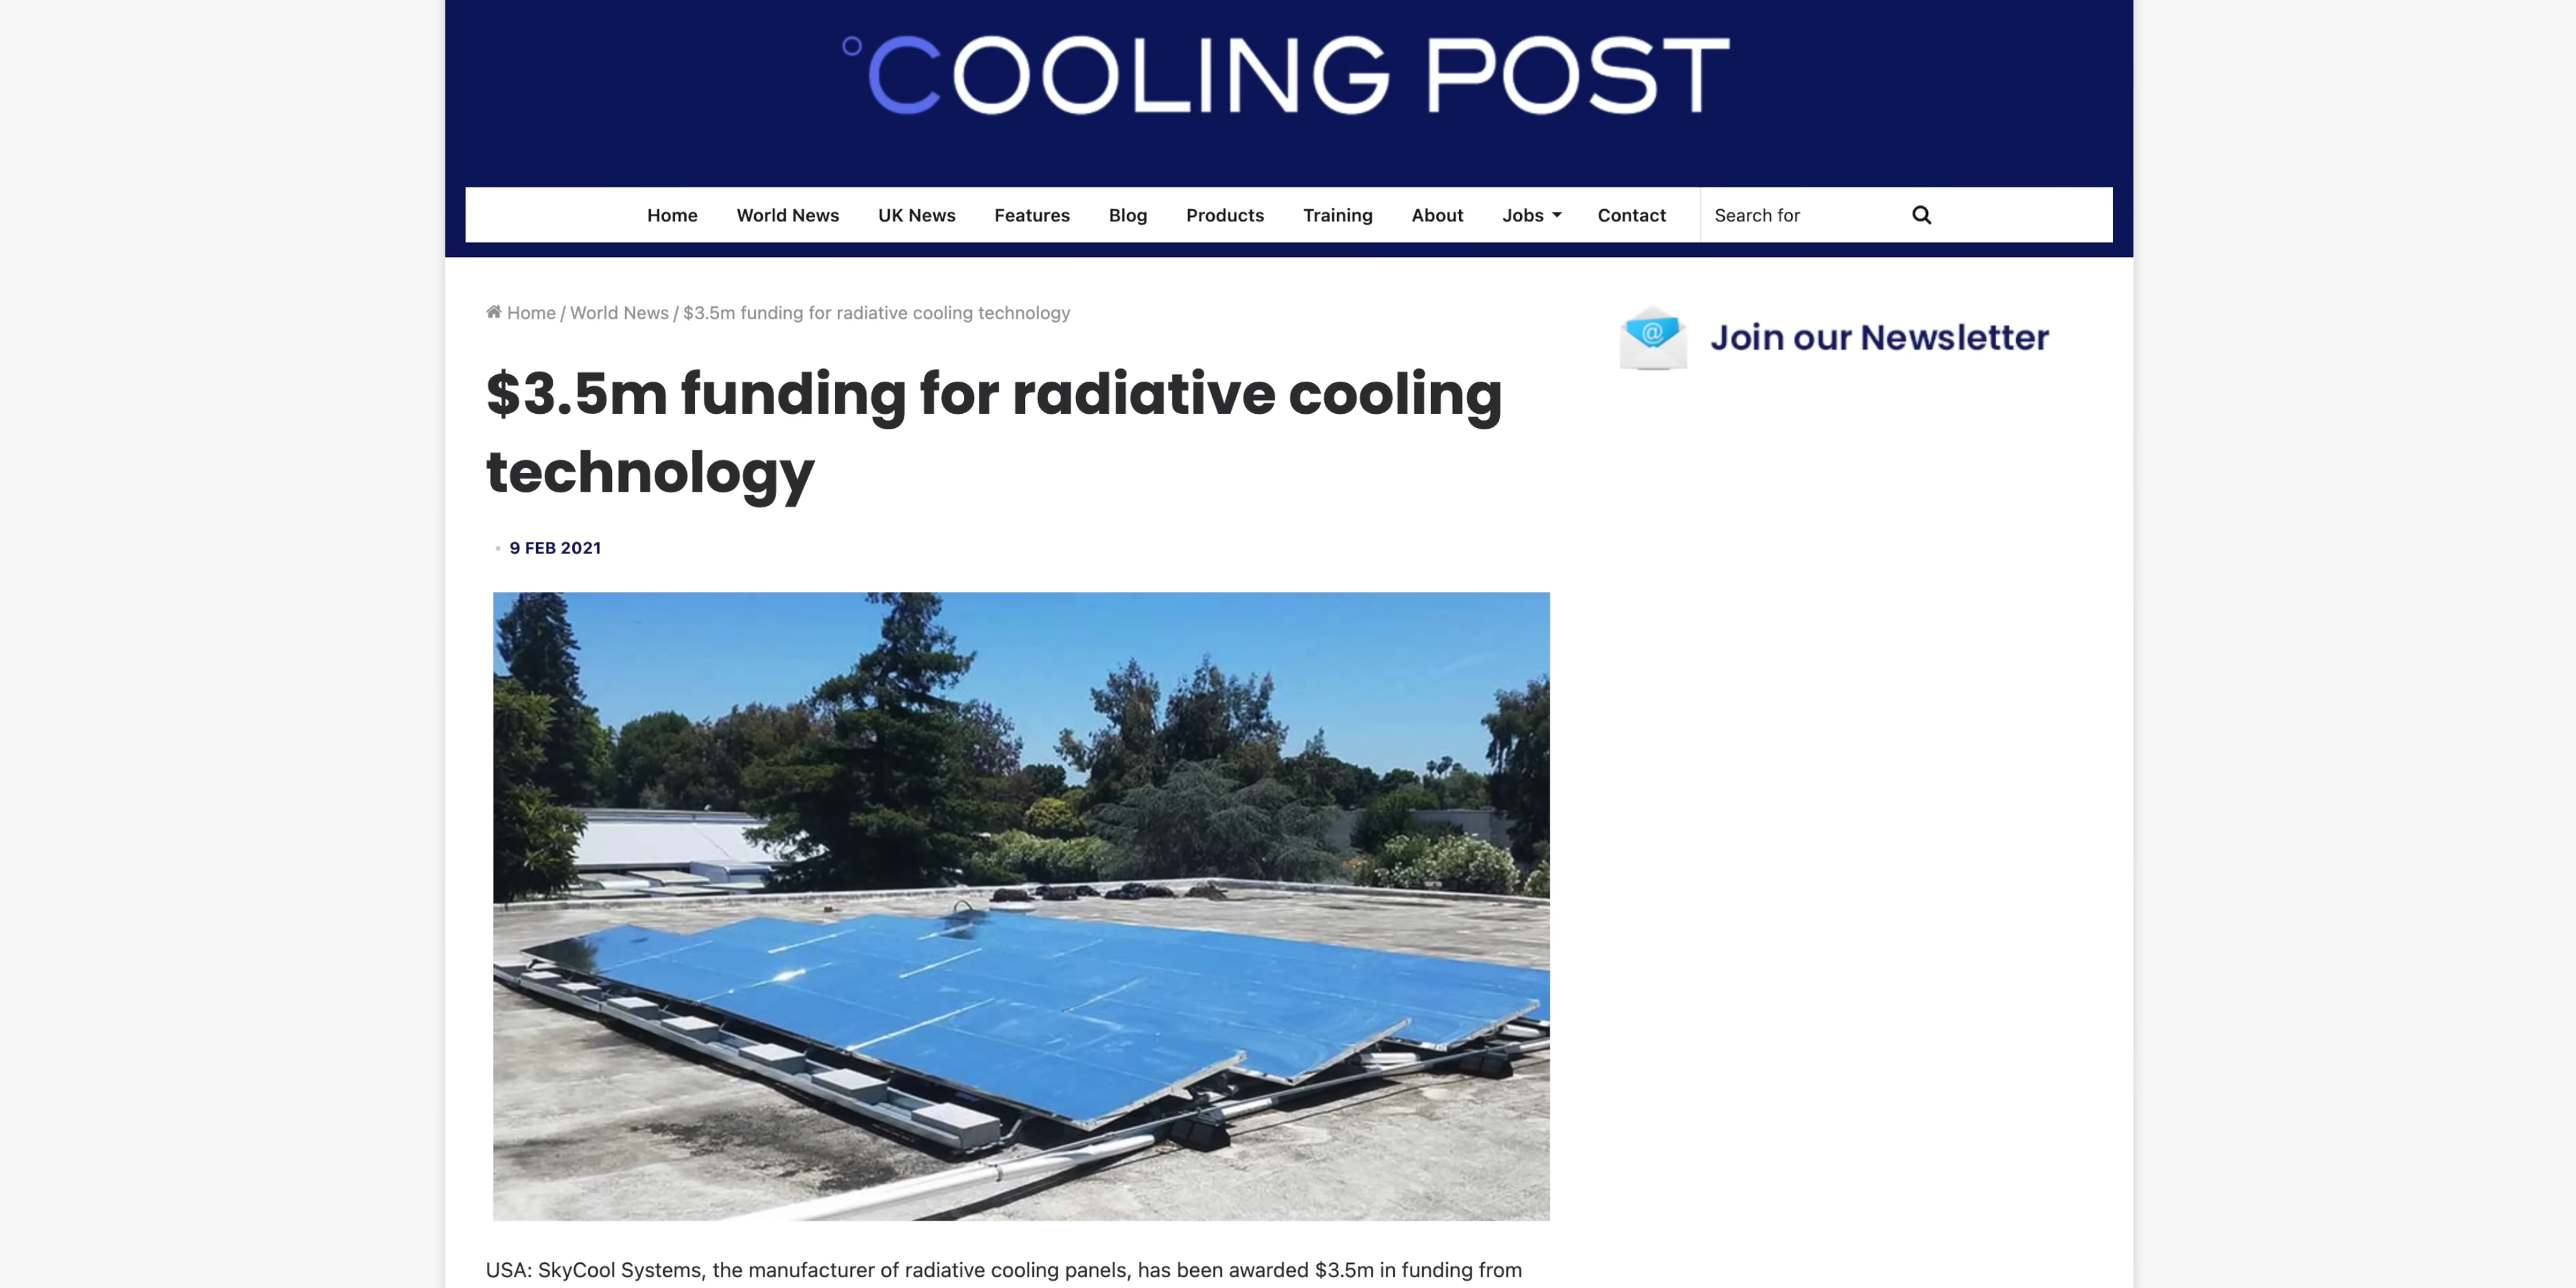 °COOLING POST
Home World News UK News Features Blog Products Training About Jobs Contact Search for
Home / World News / $3.5m funding for radiative cooling technology
@ Join our Newsletter
$3.5m funding for radiative cooling
technology
9 FEB 2021
USA: SkyCool Systems, the manufacturer of radiative cooling panels, has been awarded $3.5m in funding from